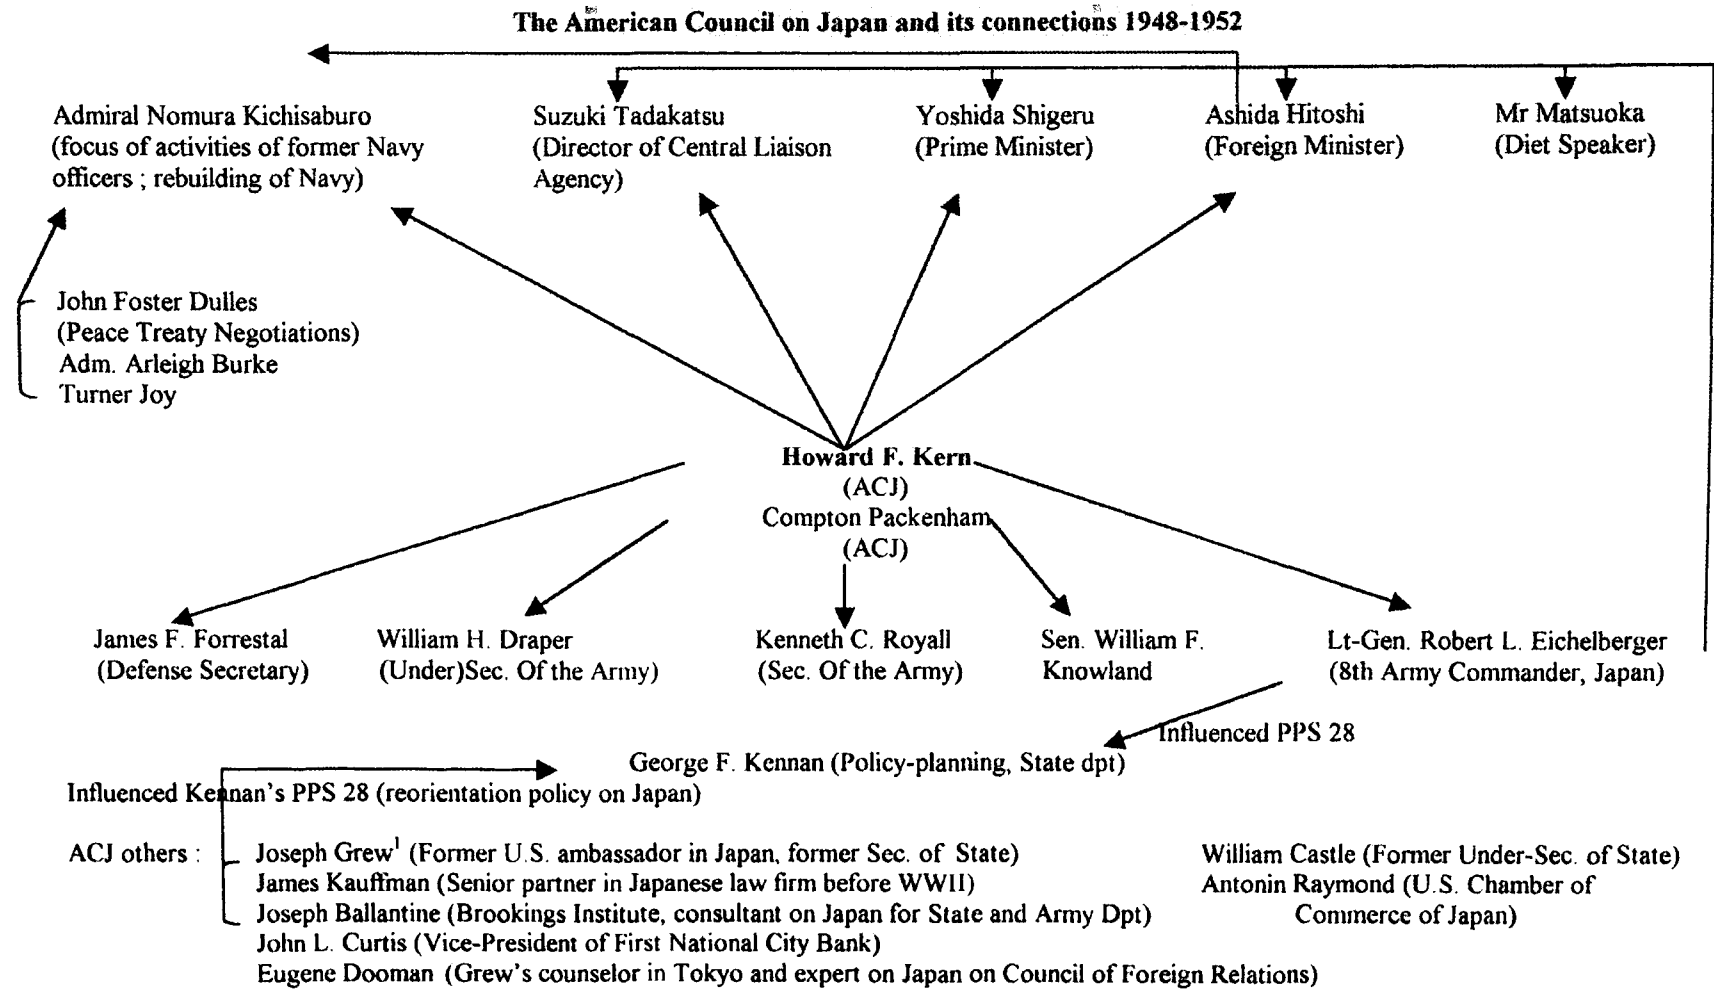 The American Council on Japan and its connections 1948-1952
Admiral Nomura Kichisaburo
(focus of activities of former Navy
officers ; rebuilding of Navy)
Suzuki Tadakatsu
(Director of Central Liaison
Agency)
Yoshida Shigeru
(Prime Minister)
Ashida Hitoshi
(Foreign Minister)
Mr Matsuoka
(Diet Speaker)
John Foster Dulles
(Peace Treaty Negotiations)
Adm. Arleigh Burke
Turner Joy
Howard F. Kern
(ACJ)
Compton Packenham
(ACJ)
James F. Forrestal
(Defense Secretary)
William H. Draper
(Under)Sec. Of the Army)
Kenneth C. Royall
(Sec. Of the Army)
Sen. William F.
Knowland
Lt-Gen. Robert L. Eichelberger
(8th Army Commander, Japan)
Influenced PPS 28
George F. Kennan (Policy-planning, State dpt)
Influenced Kennan's PPS 28 (reorientation policy on Japan)
ACJ others :
Joseph Grew¹ (Former U.S. ambassador in Japan, former Sec. of State)
James Kauffman (Senior partner in Japanese law firm before WWII)
Joseph Ballantine (Brookings Institute, consultant on Japan for State and Army Dpt)
John L. Curtis (Vice-President of First National City Bank)
Eugene Dooman (Grew's counselor in Tokyo and expert on Japan on Council of Foreign Relations)
William Castle (Former Under-Sec. of State)
Antonin Raymond (U.S. Chamber of
Commerce of Japan)